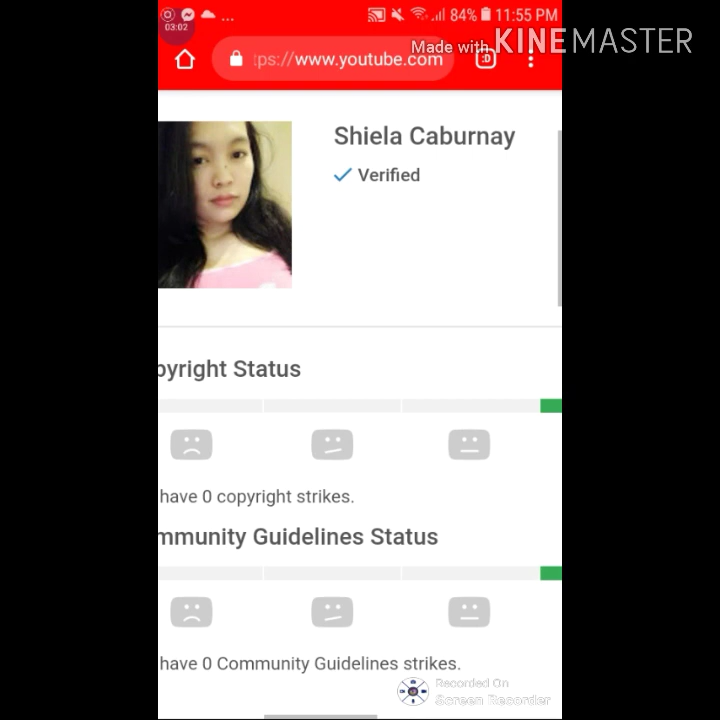 ... 84% 11:55 PM
03:02
Made with KINEMASTER
tps://www.youtube.com :D
Shiela Caburnay
Verified
pyright Status
have 0 copyright strikes.
mmunity Guidelines Status
have 0 Community Guidelines strikes.
Recorded On
Screen Recorder